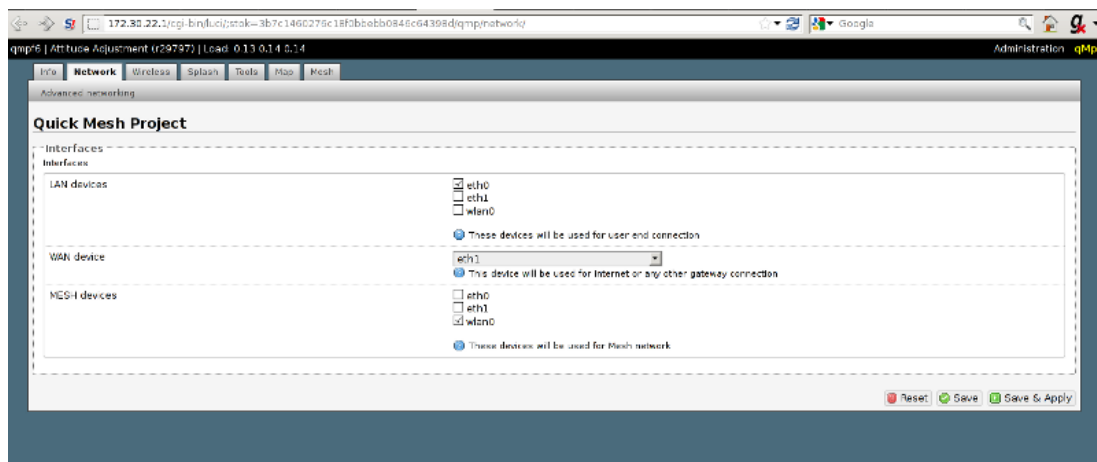 172.30.22.1/cgi-bin/luci/;stok=3b7c1460276c18f0bbebb0846c64398d/qmp/network/
Google
qmpf6 | Attitude Adjustment (r29797) | Load: 0.13 0.14 0.14
Administration qMp
Info Network Wireless Splash Tools Map Mesh
Advanced networking
Quick Mesh Project
Interfaces
Interfaces
LAN devices
eth0
eth1
wlan0
These devices will be used for user end connection
WAN device
eth1
This device will be used for internet or any other gateway connection
MESH devices
eth0
eth1
wlan0
These devices will be used for Mesh network
Reset Save Save & Apply